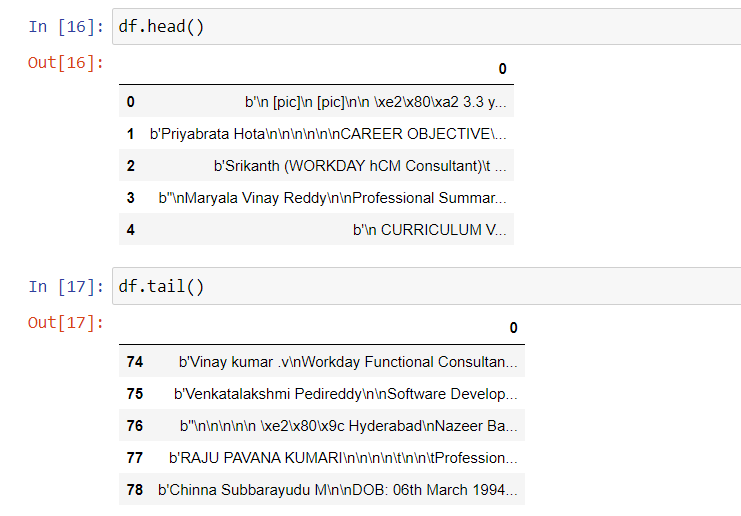 In [16]: df.head()
Out[16]:
0
0 b'\n [pic]\n [pic]\n\n \xe2\x80\xa2 3.3 y...
1 b'Priyabrata Hota\n\n\n\n\n\nCAREER OBJECTIVE\...
2 b'Srikanth (WORKDAY hCM Consultant)\t ...
3 b"\nMaryala Vinay Reddy\n\nProfessional Summar...
4 b'\n CURRICULUM V...
In [17]: df.tail()
Out[17]:
0
74 b'Vinay kumar .v\nWorkday Functional Consultan...
75 b'Venkatalakshmi Pedireddy\n\nSoftware Develop...
76 b"\n\n\n\n\n \xe2\x80\x9c Hyderabad\nNazeer Ba...
77 b'RAJU PAVANA KUMARI\n\n\n\n\t\n\n\tProfession...
78 b'Chinna Subbarayudu M\n\nDOB: 06th March 1994...